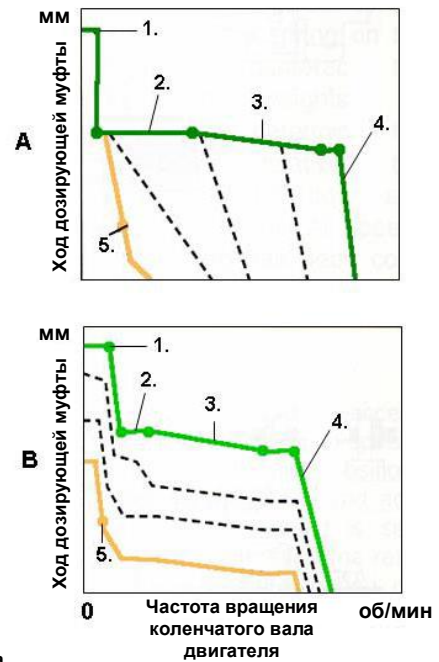 мм
1.
2.
3.
4.
A
5.
Ход дозирующей муфты
мм
1.
2.
3.
4.
B
5.
Ход дозирующей муфты
0
Частота вращения
коленчатого вала
двигателя
об/мин